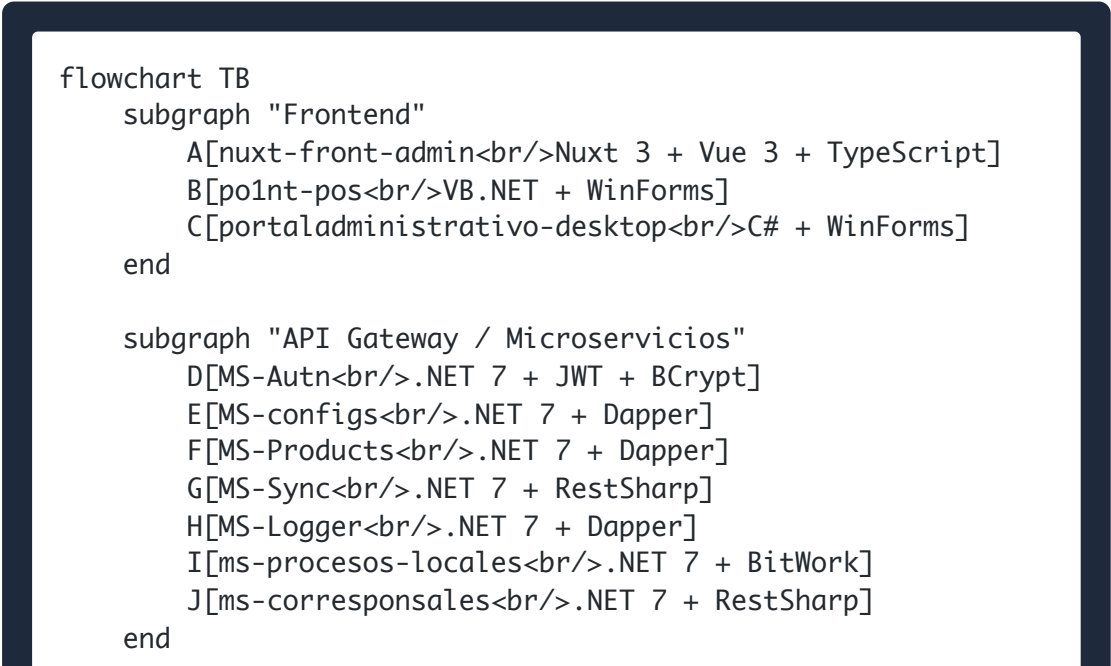 flowchart TB
subgraph "Frontend"
A[nuxt-front-admin<br/>Nuxt 3 + Vue 3 + TypeScript]
B[po1nt-pos<br/>VB.NET + WinForms]
C[portaladministrativo-desktop<br/>C# + WinForms]
end
subgraph "API Gateway / Microservicios"
D[MS-Autn<br/>.NET 7 + JWT + BCrypt]
E[MS-configs<br/>.NET 7 + Dapper]
F[MS-Products<br/>.NET 7 + Dapper]
G[MS-Sync<br/>.NET 7 + RestSharp]
H[MS-Logger<br/>.NET 7 + Dapper]
I[ms-procesos-locales<br/>.NET 7 + BitWork]
J[ms-corresponsales<br/>.NET 7 + RestSharp]
end